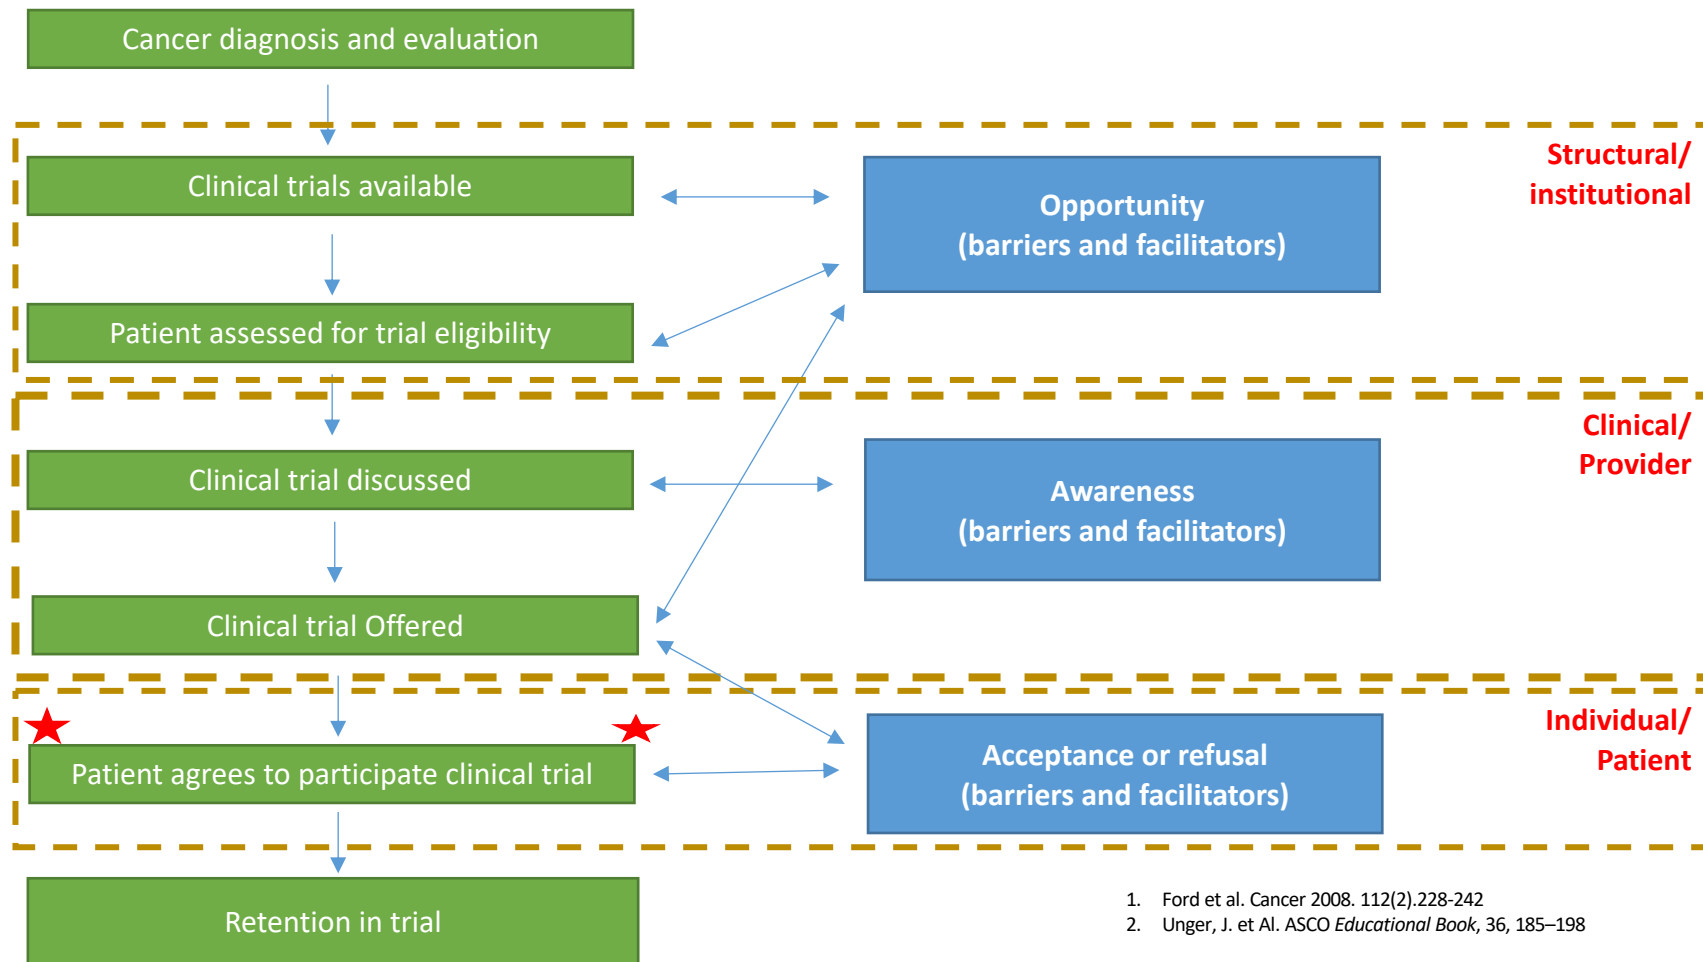 Cancer diagnosis and evaluation
Clinical trials available
Opportunity
(barriers and facilitators)
Structural/
institutional
Patient assessed for trial eligibility
Clinical trial discussed
Awareness
(barriers and facilitators)
Clinical/
Provider
Clinical trial Offered
Patient agrees to participate clinical trial
Acceptance or refusal
(barriers and facilitators)
Individual/
Patient
Retention in trial
1. Ford et al. Cancer 2008. 112(2).228-242
2. Unger, J. et Al. ASCO Educational Book, 36, 185–198